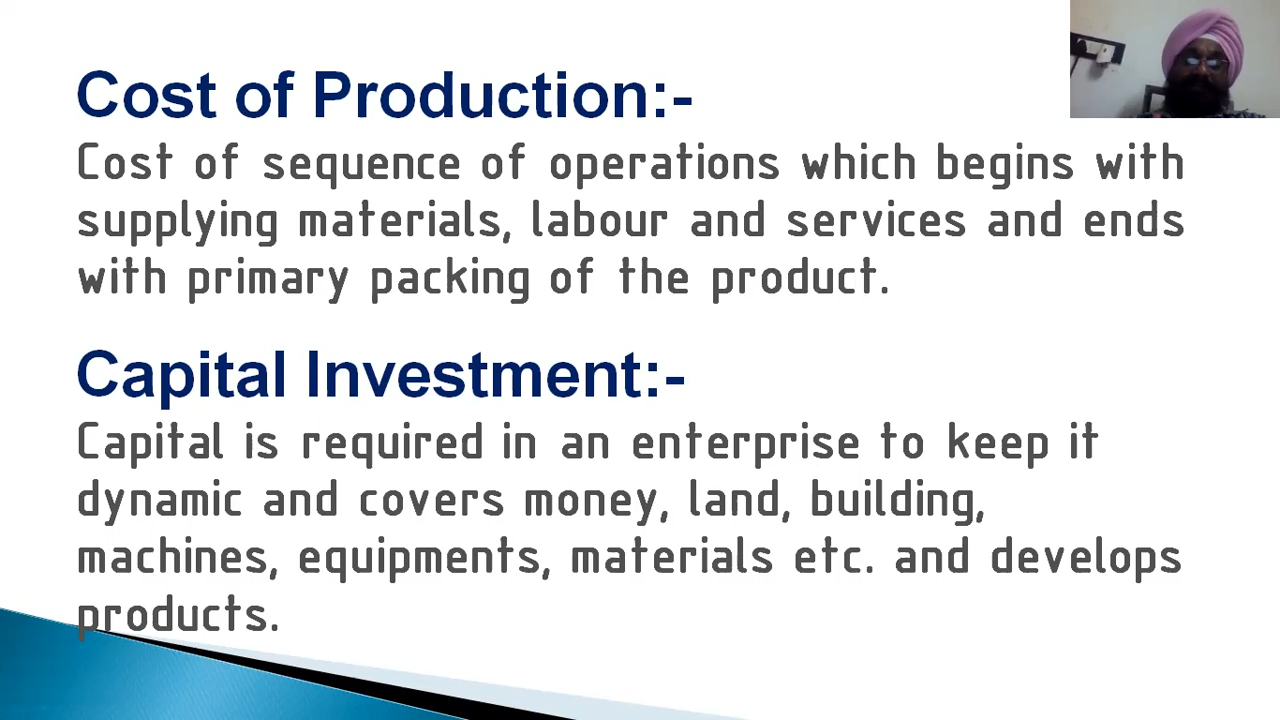 Cost of Production:-
Cost of sequence of operations which begins with
supplying materials, labour and services and ends
with primary packing of the product.
Capital Investment:-
Capital is required in an enterprise to keep it
dynamic and covers money, land, building,
machines, equipments, materials etc. and develops
products.